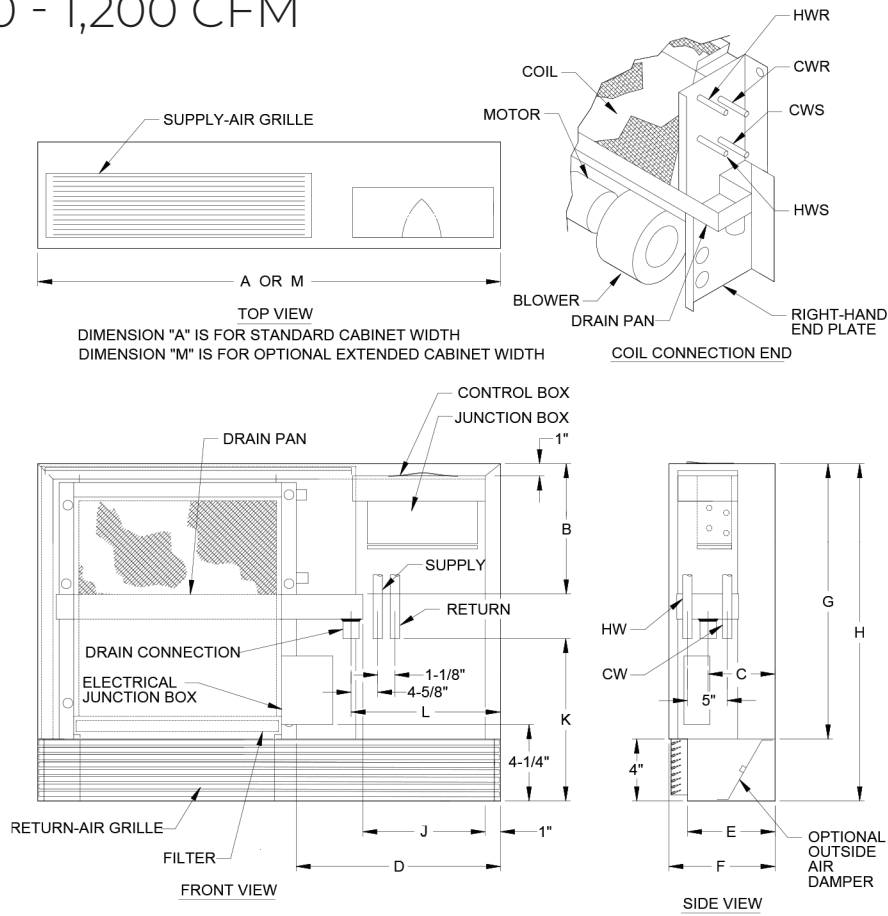 0 - 1,200 CFM
HWR
CWR
CWS
HWS
COIL
MOTOR
BLOWER
DRAIN PAN
RIGHT-HAND
END PLATE
COIL CONNECTION END
SUPPLY-AIR GRILLE
A OR M
TOP VIEW
DIMENSION "A" IS FOR STANDARD CABINET WIDTH
DIMENSION "M" IS FOR OPTIONAL EXTENDED CABINET WIDTH
CONTROL BOX
JUNCTION BOX
1"
DRAIN PAN
B
SUPPLY
RETURN
DRAIN CONNECTION
1-1/8"
4-5/8"
ELECTRICAL
JUNCTION BOX
L
K
4-1/4"
RETURN-AIR GRILLE
J
1"
FILTER
D
FRONT VIEW
G
H
HW
CW
C
5"
4"
E
F
OPTIONAL
OUTSIDE
AIR
DAMPER
SIDE VIEW